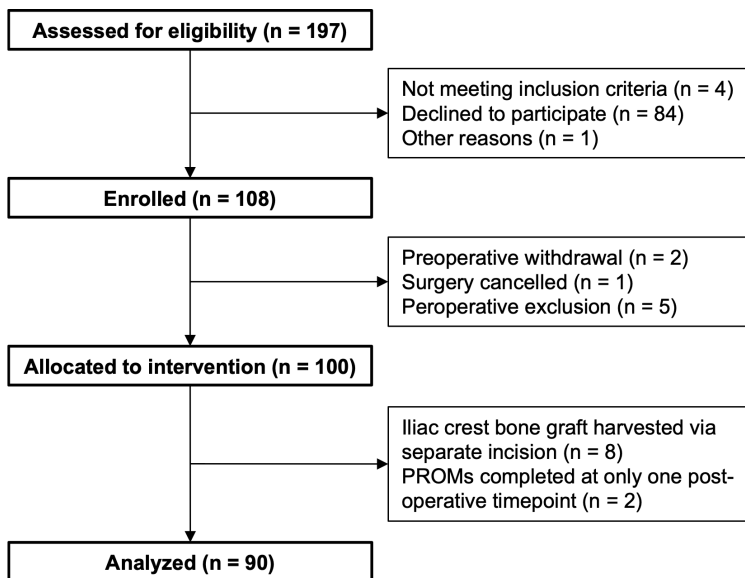 Assessed for eligibility (n = 197)
Not meeting inclusion criteria (n = 4)
Declined to participate (n = 84)
Other reasons (n = 1)
Enrolled (n = 108)
Preoperative withdrawal (n = 2)
Surgery cancelled (n = 1)
Peroperative exclusion (n = 5)
Allocated to intervention (n = 100)
Iliac crest bone graft harvested via
separate incision (n = 8)
PROMs completed at only one post-
operative timepoint (n = 2)
Analyzed (n = 90)